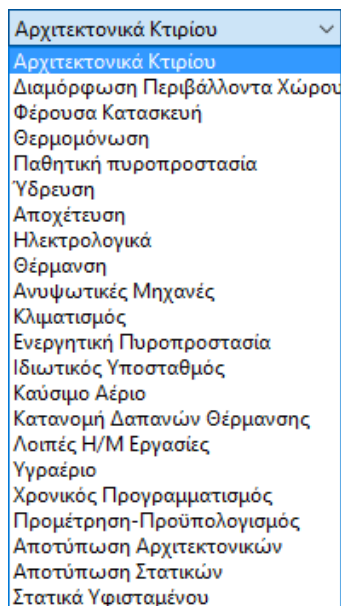 Αρχιτεκτονικά Κτιρίου
Αρχιτεκτονικά Κτιρίου
Διαμόρφωση Περιβάλλοντα Χώρου
Φέρουσα Κατασκευή
Θερμομόνωση
Παθητική πυροπροστασία
Ύδρευση
Αποχέτευση
Ηλεκτρολογικά
Θέρμανση
Ανυψωτικές Μηχανές
Κλιματισμός
Ενεργητική Πυροπροστασία
Ιδιωτικός Υποσταθμός
Καύσιμο Αέριο
Κατανομή Δαπανών Θέρμανσης
Λοιπές Η/Μ Εργασίες
Υγραέριο
Χρονικός Προγραμματισμός
Προμέτρηση-Προϋπολογισμός
Αποτύπωση Αρχιτεκτονικών
Αποτύπωση Στατικών
Στατικά Υφισταμένου